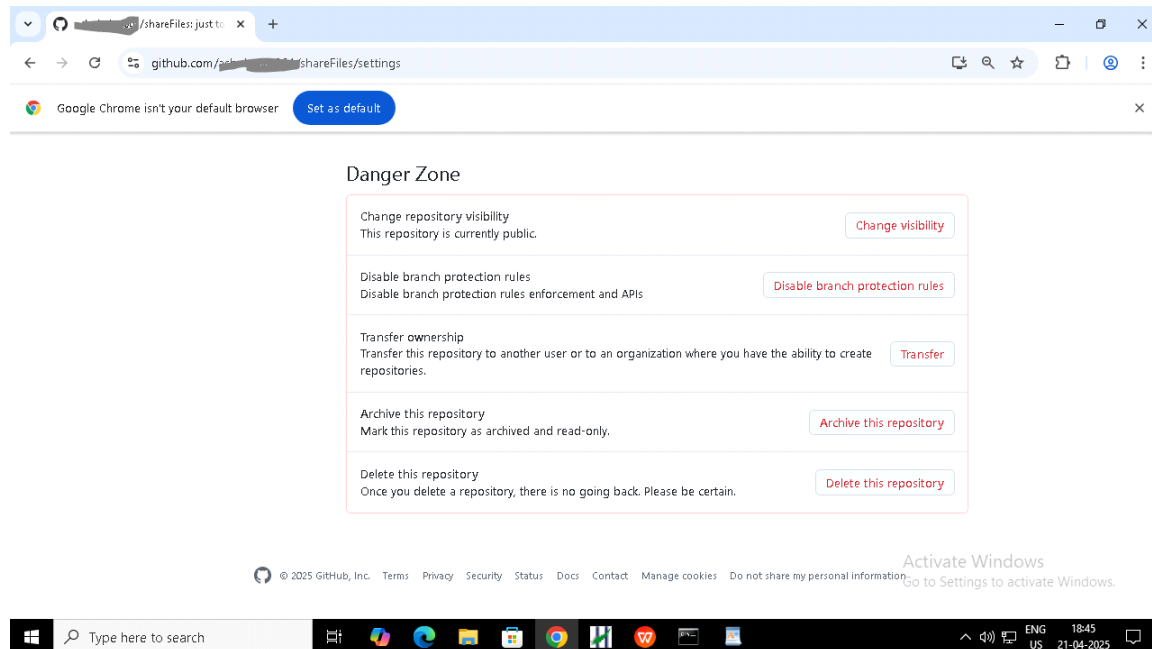 /shareFiles: just to
github.com/
shareFiles/settings
Google Chrome isn't your default browser
Set as default
Danger Zone
Change repository visibility
This repository is currently public.
Change visibility
Disable branch protection rules
Disable branch protection rules enforcement and APIs
Disable branch protection rules
Transfer ownership
Transfer this repository to another user or to an organization where you have the ability to create
repositories.
Transfer
Archive this repository
Mark this repository as archived and read-only.
Archive this repository
Delete this repository
Once you delete a repository, there is no going back. Please be certain.
Delete this repository
© 2025 GitHub, Inc. Terms Privacy Security Status Docs Contact Manage cookies Do not share my personal information
Activate Windows
Go to Settings to activate Windows.
Type here to search
ENG
US
18:45
21-04-2025